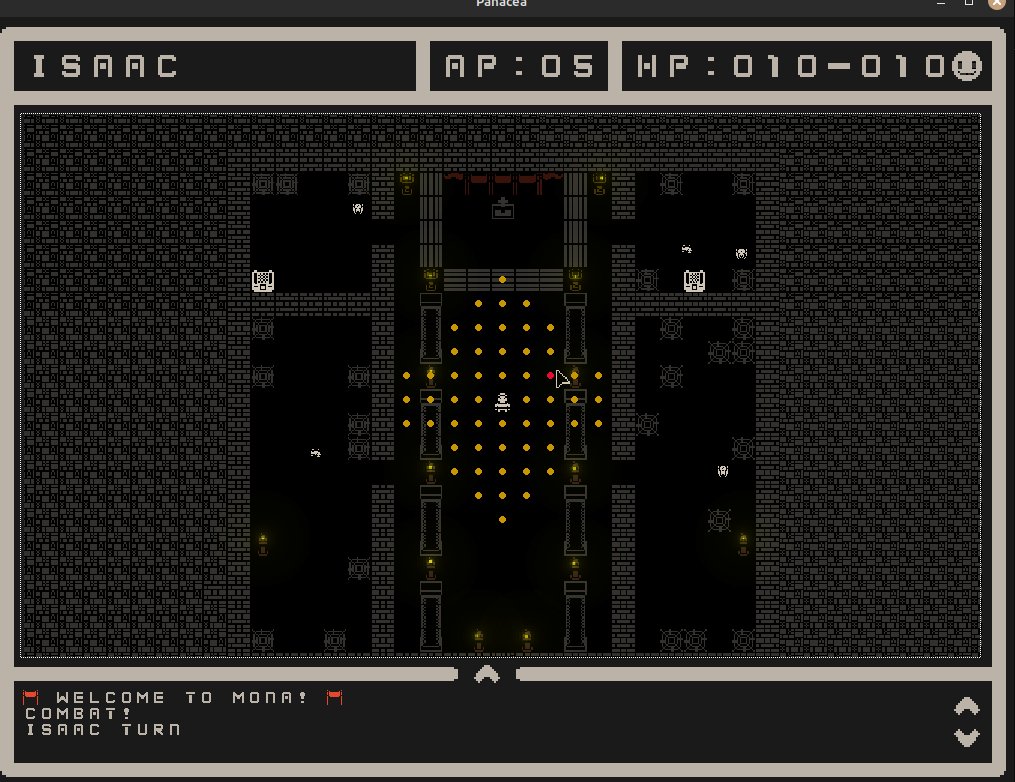 Panacea
ISAAC
AP:05
HP:010-010
WELCOME TO MONA!
COMBAT!
ISAAC TURN